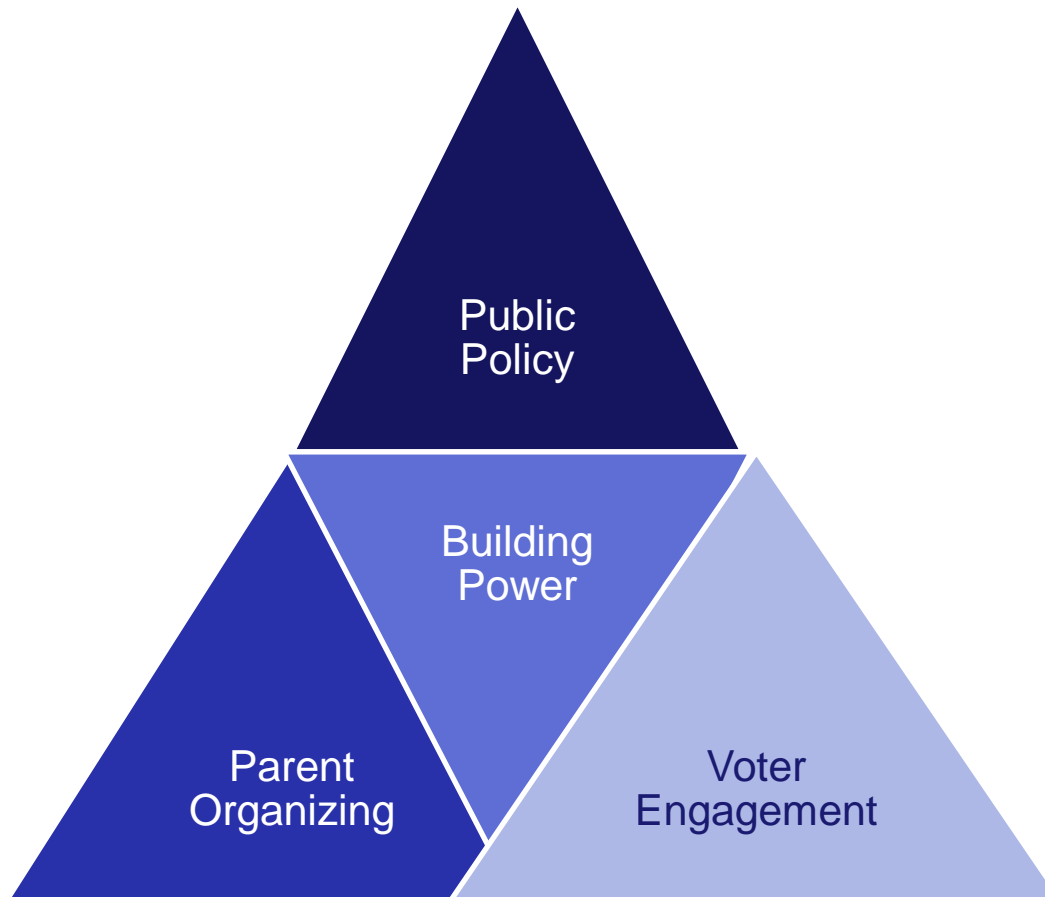 Public
Policy
Building
Power
Parent
Organizing
Voter
Engagement